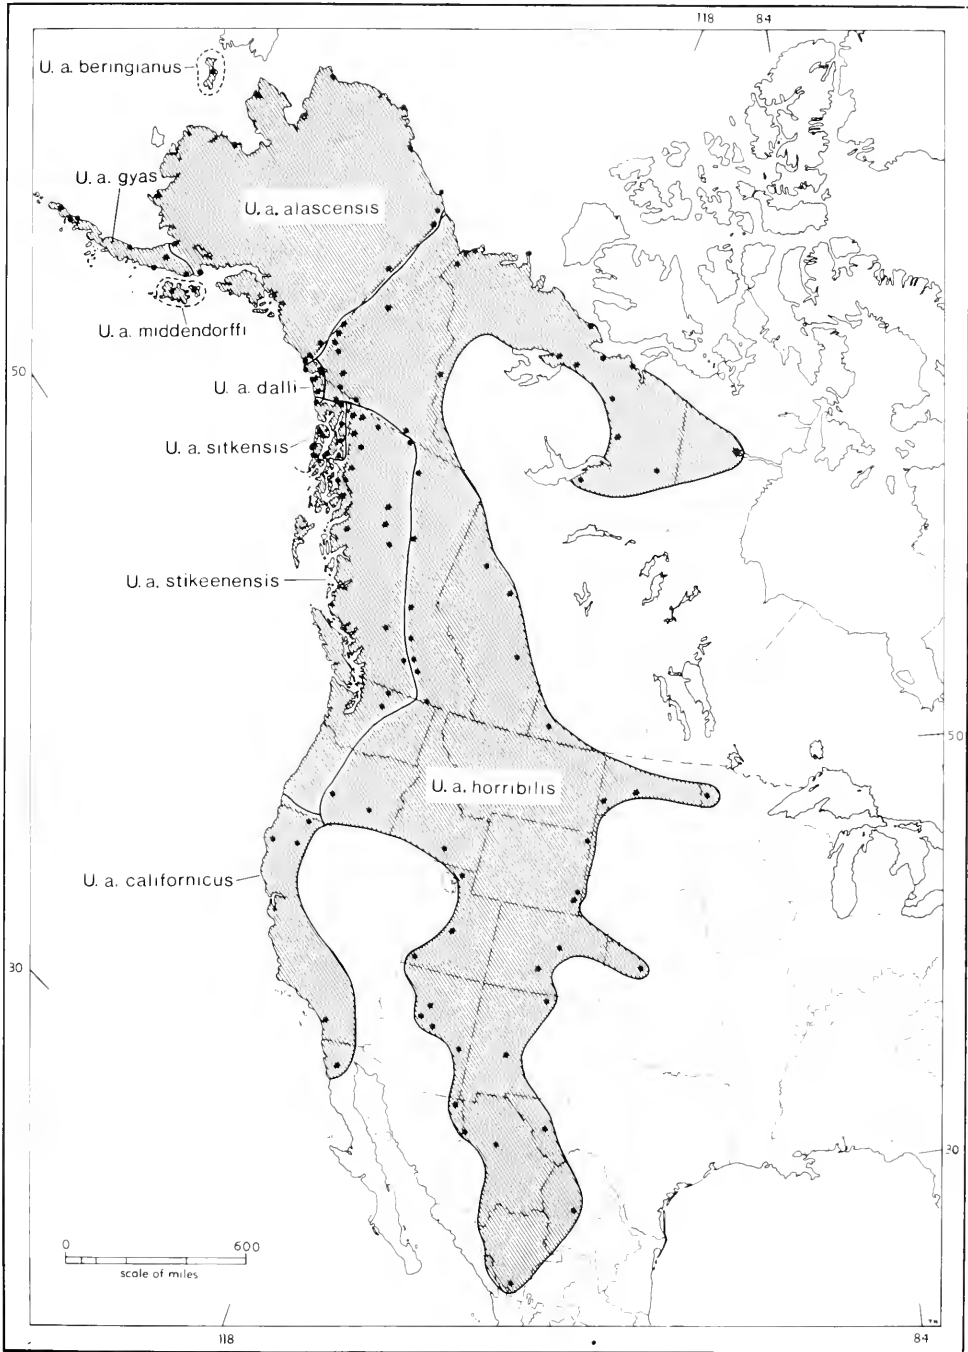 118 84
U. a. beringianus
U. a. gyas
U. a. alascensis
U. a. middendorffi
50
U. a. dalli
U. a. sitkensis
U. a. stikeenensis
50
U. a. horribilis
U. a. californicus
30
30
0 600
scale of miles
118 84